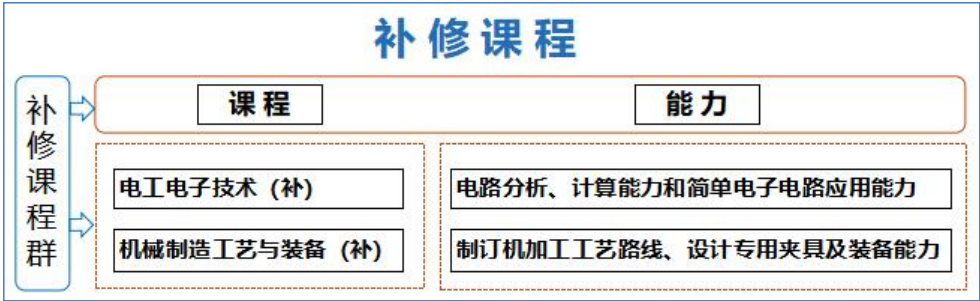 补修课程
补修课程群
课程
能力
电工电子技术（补）
电路分析、计算能力和简单电子电路应用能力
机械制造工艺与装备（补）
制订机加工工艺路线、设计专用夹具及装备能力